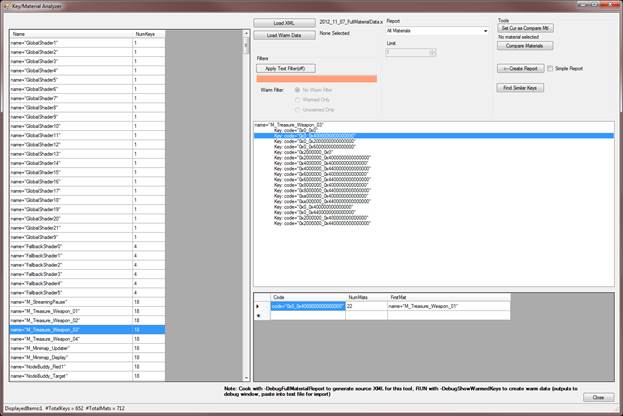 Key/Material Analyzer
Name NumKeys
name="GlobalShader1" 1
name="GlobalShader2" 1
name="GlobalShader3" 1
name="GlobalShader4" 1
name="GlobalShader5" 1
name="GlobalShader6" 1
name="GlobalShader7" 1
name="GlobalShader8" 1
name="GlobalShader9" 1
name="GlobalShader10" 1
name="GlobalShader11" 1
name="GlobalShader12" 1
name="GlobalShader13" 1
name="GlobalShader14" 1
name="GlobalShader15" 1
name="GlobalShader16" 1
name="GlobalShader17" 1
name="GlobalShader18" 1
name="GlobalShader19" 1
name="GlobalShader20" 1
name="GlobalShader21" 1
name="GlobalShader9" 1
name="FallbackShader0" 4
name="FallbackShader1" 4
name="FallbackShader2" 4
name="FallbackShader3" 4
name="FallbackShader4" 4
name="FallbackShader5" 4
name="M_StreamingPause" 18
name="M_Treasure_Weapon_01" 18
name="M_Treasure_Weapon_02" 18
name="M_Treasure_Weapon_03" 18
name="M_Treasure_Weapon_04" 18
name="M_Minimap_Updater" 18
name="M_Minimap_Display" 18
name="NodeBuddy_Red1" 18
name="NodeBuddy_Target" 18
Load XML 2012_11_07_FullMaterialData.x
Load Warm Data None Selected
Report
All Materials
Limit
1
Tools
Set Cur as Compare Mtl
No material selected
Compare Materials
<-Create Report Simple Report
Find Similar Keys
Filters
Apply Text Filter(off)
Warm Filter: No Warm Filter
Warmed Only
Unwarmed Only
name="M_Treasure_Weapon_03"
Key: code="0x0_0x0"
Key: code="0x0_0x4000000000000000"
Key: code="0x0_0x2000000000000000"
Key: code="0x0_0x6000000000000000"
Key: code="0x2000000_0x0"
Key: code="0x2000000_0x4000000000000000"
Key: code="0x4000000_0x4000000000000000"
Key: code="0x4000000_0x4400000000000000"
Key: code="0x6000000_0x4000000000000000"
Key: code="0x6000000_0x4400000000000000"
Key: code="0x8000000_0x4000000000000000"
Key: code="0x8000000_0x4400000000000000"
Key: code="0xa000000_0x4000000000000000"
Key: code="0xa000000_0x4400000000000000"
Key: code="0x0_0x4000000000000000"
Key: code="0x0_0x4400000000000000"
Key: code="0x2000000_0x4000000000000000"
Key: code="0x2000000_0x4400000000000000"
Code NumMats FirstMat
code="0x0_0x4000000000000000" 22 name="M_Treasure_Weapon_01"
Note: Cook with -DebugFullMaterialReport to generate source XML for this tool, RUN with -DebugShowWarmedKeys to create warm data (outputs to
debug window, paste into text file for import)
Close
DisplayedItems:1 #TotalKeys = 652 #TotalMats = 712